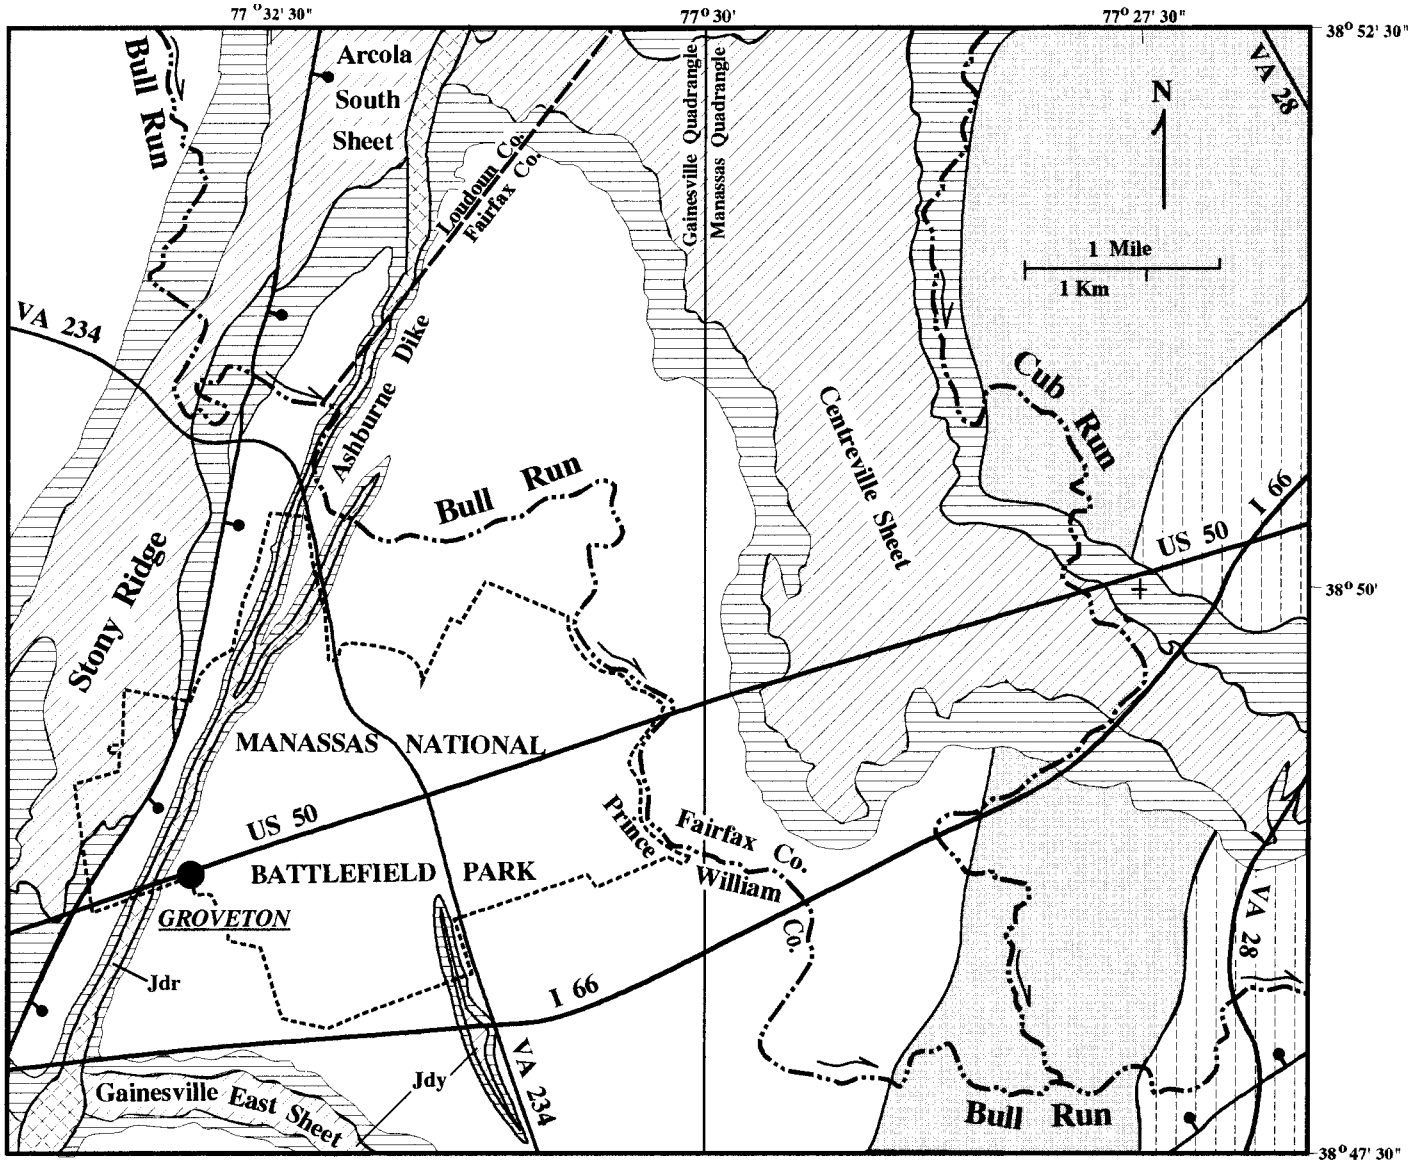 77° 32' 30"
77° 30'
77° 27' 30"
38° 52' 30"
Bull Run
Arcola
South
Sheet
Gainesville Quadrangle
Manassas Quadrangle
VA 28
N
Loudoun Co.
Fairfax Co.
1 Mile
1 Km
VA 234
Ashburne Dike
Cub Run
Centreville Sheet
Bull Run
I 66
US 50
38° 50'
Stony Ridge
MANASSAS NATIONAL
US 50
Prince
Fairfax Co.
BATTLEFIELD PARK
William
Co.
GROVETON
VA 28
Jdr
I 66
VA 234
Jdy
Gainesville East Sheet
Bull Run
38° 47' 30"